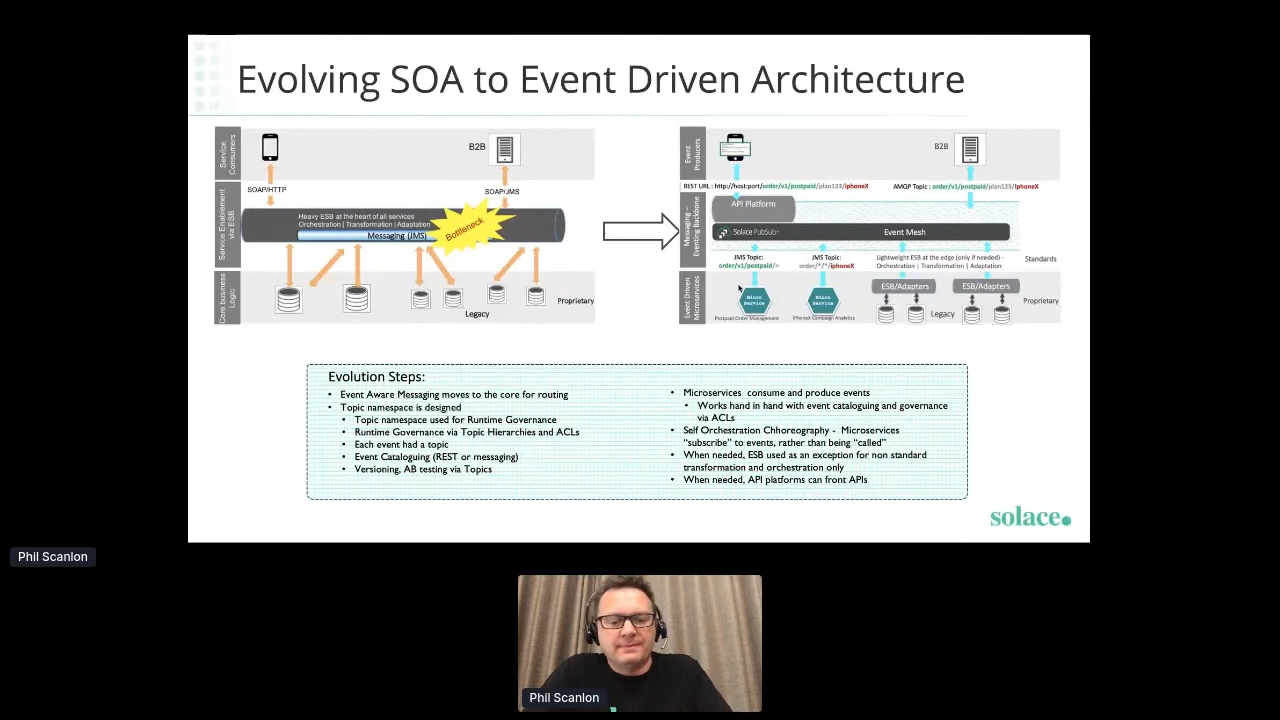 Evolving SOA to Event Driven Architecture
Service Consumers
B2B
SOAP/HTTP
SOAP/JMS
Service Enablement via ESB
Heavy ESB at the heart of all services
Orchestration | Transformation | Adaptation
Messaging (JMS)
Bottleneck
Core business Logic
Proprietary
Legacy
Event Producers
B2B
REST URL : http://host:port/order/v1/postpaid/plan123/iphoneX
AMQP Topic : order/v1/postpaid/plan123/iphoneX
Messaging – Eventing Backbone
API Platform
Solace PubSub+
Event Mesh
JMS Topic:
order/v1/postpaid/>
JMS Topic:
order/*/*/iphoneX
Lightweight ESB at the edge (only if needed) -
Orchestration | Transformation | Adaptation
Standards
Event Driven Microservices
Micro Service
Micro Service
ESB/Adapters
ESB/Adapters
Proprietary
Legacy
Postpaid Order Management
iPhoneX Campaign Analytics
Evolution Steps:
• Event Aware Messaging moves to the core for routing
• Topic namespace is designed
• Topic namespace used for Runtime Governance
• Runtime Governance via Topic Hierarchies and ACLs
• Each event had a topic
• Event Cataloguing (REST or messaging)
• Versioning, AB testing via Topics
• Microservices consume and produce events
• Works hand in hand with event cataloguing and governance
via ACLs
• Self Orchestration Chhoreography - Microservices
“subscribe” to events, rather than being “called”
• When needed, ESB used as an exception for non standard
transformation and orchestration only
• When needed, API platforms can front APIs
solace.
Phil Scanlon
Phil Scanlon